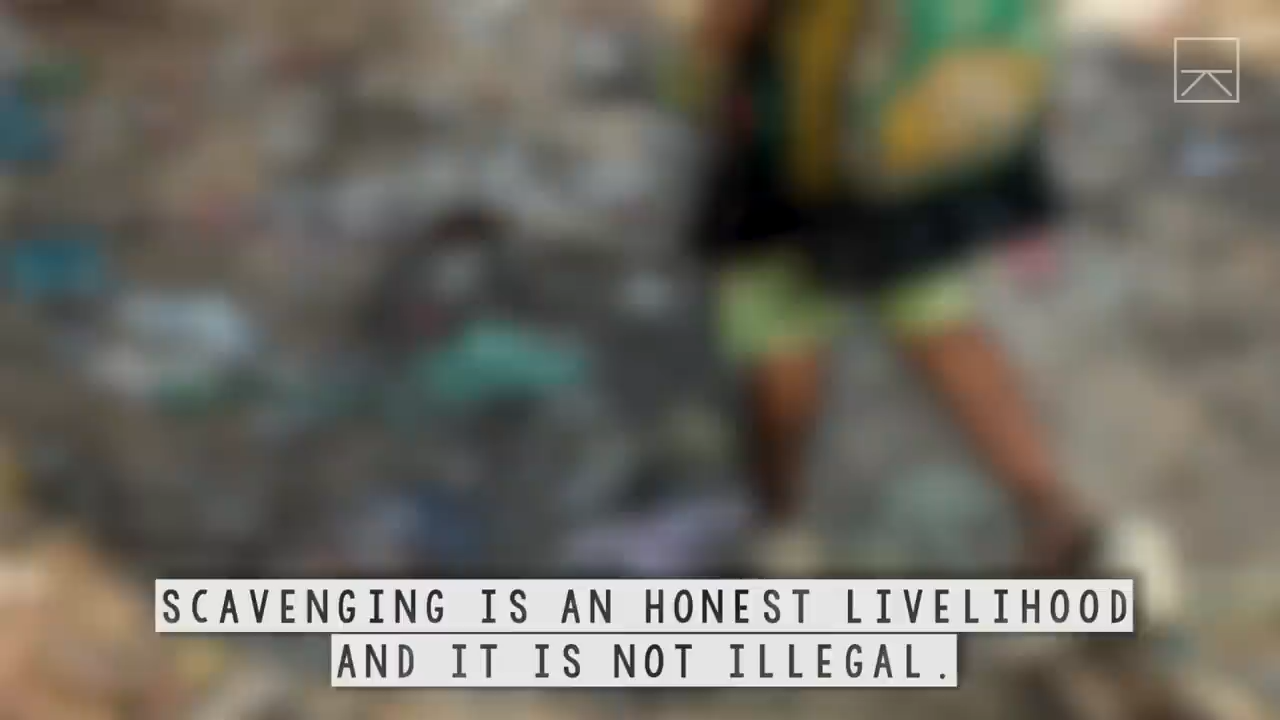 SCAVENGING IS AN HONEST LIVELIHOOD
AND IT IS NOT ILLEGAL.